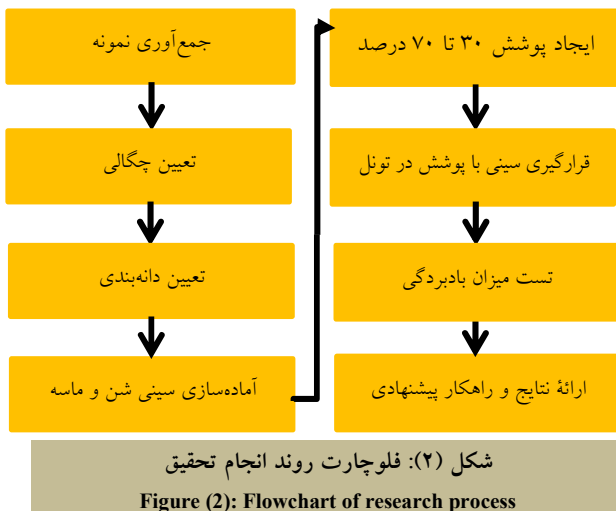 جمع‌آوری نمونه
تعیین چگالی
تعیین دانه‌بندی
آماده‌سازی سینی شن و ماسه
ایجاد پوشش ۳۰ تا ۷۰ درصد
قرارگیری سینی با پوشش در تونل
تست میزان بادبردگی
ارائهٔ نتایج و راهکار پیشنهادی
شکل (۲): فلوچارت روند انجام تحقیق
Figure (2): Flowchart of research process